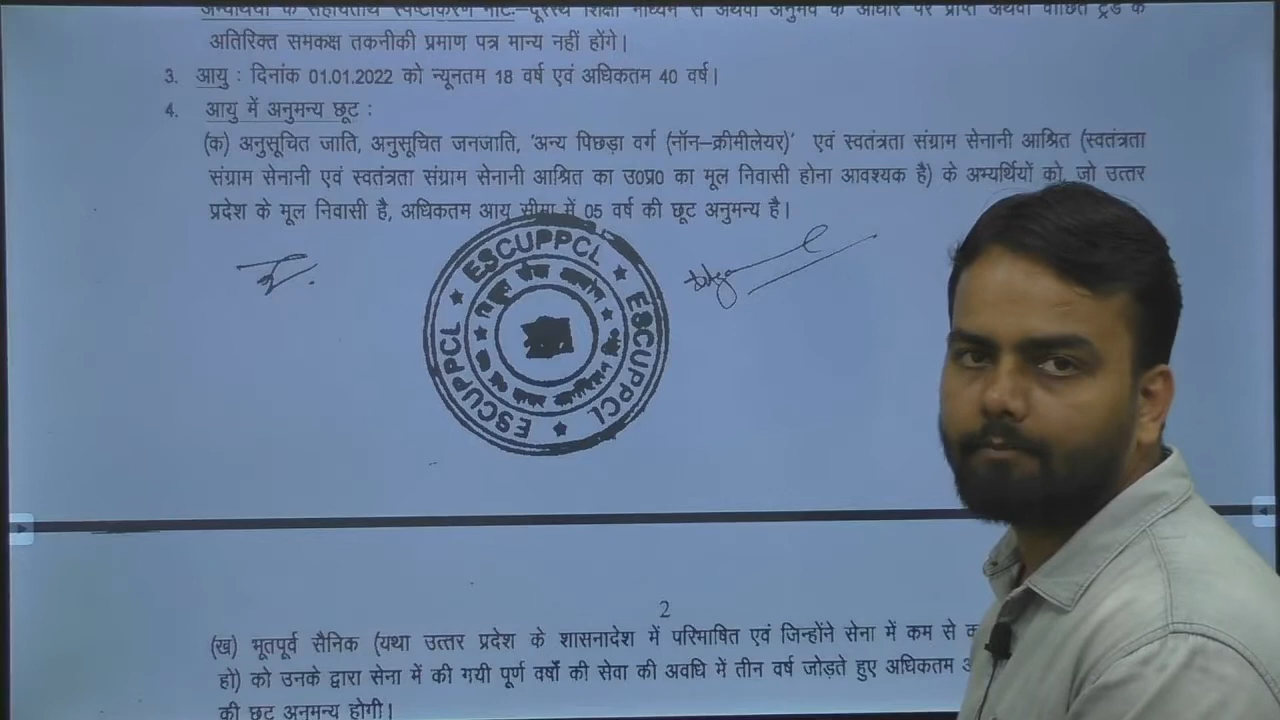 अतिरिक्त समकक्ष तकनीकी प्रमाण पत्र मान्य नहीं होंगे।
3. आयु : दिनांक 01.01.2022 को न्यूनतम 18 वर्ष एवं अधिकतम 40 वर्ष।
4. आयु में अनुमन्य छूट :
(क) अनुसूचित जाति, अनुसूचित जनजाति, 'अन्य पिछड़ा वर्ग (नॉन–क्रीमीलेयर)' एवं स्वतंत्रता संग्राम सेनानी आश्रित (स्वतंत्रता
संग्राम सेनानी एवं स्वतंत्रता संग्राम सेनानी आश्रित का उ0प्र0 का मूल निवासी होना आवश्यक है) के अभ्यर्थियों को, जो उत्तर
प्रदेश के मूल निवासी है, अधिकतम आयु सीमा में 05 वर्ष की छूट अनुमन्य है।
ESCUPPCL
ESCUPPCL
ESCUPPCL
ESCUPPCL
2
(ख) भूतपूर्व सैनिक (यथा उत्तर प्रदेश के शासनादेश में परिभाषित एवं जिन्होंने सेना में कम से
हो) को उनके द्वारा सेना में की गयी पूर्ण वर्षों की सेवा की अवधि में तीन वर्ष जोड़ते हुए अधिकतम
की छूट अनुमन्य होगी।